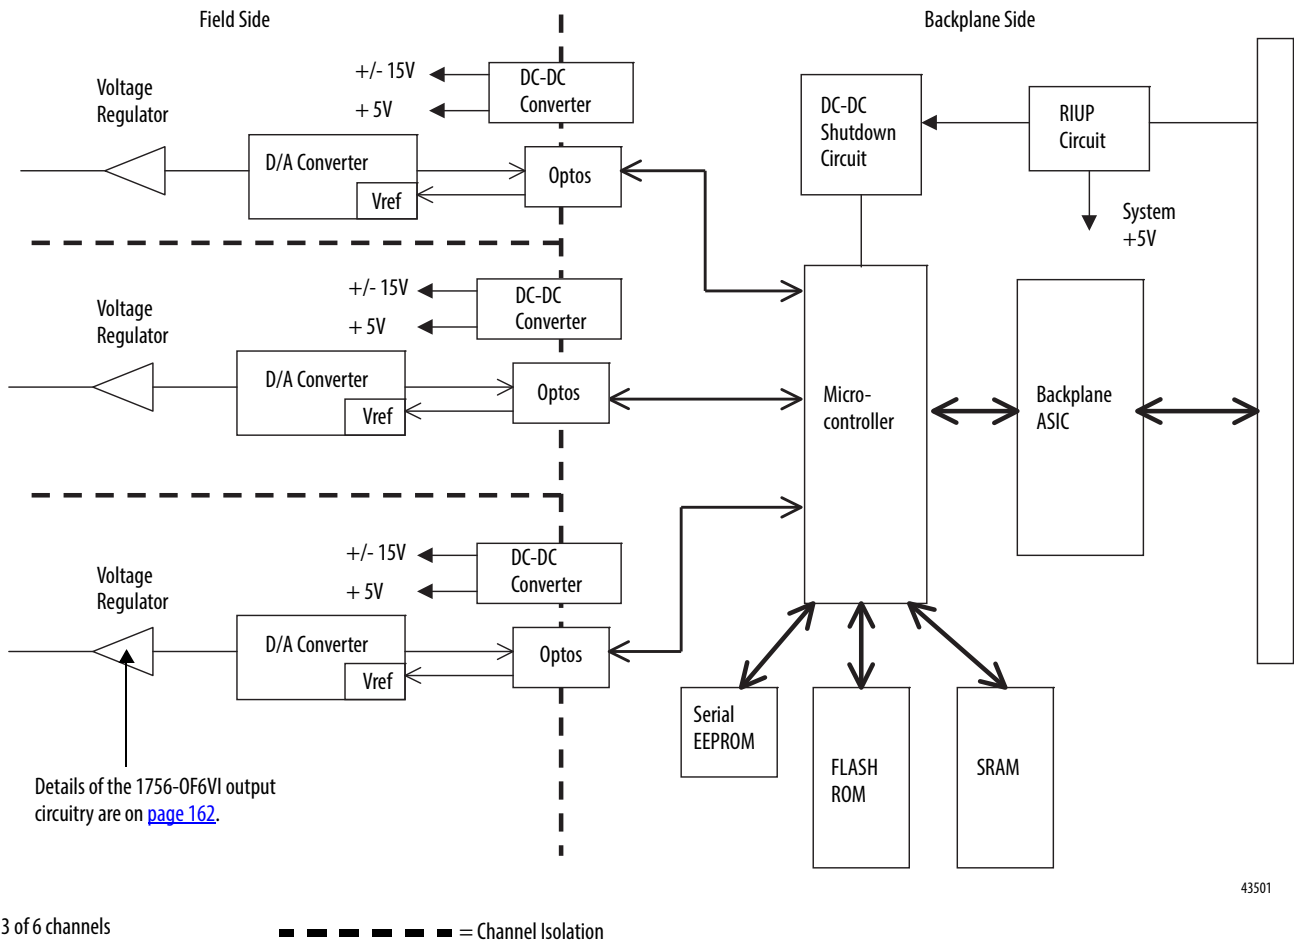 Field Side
Backplane Side
+/- 15V
+ 5V
DC-DC
Converter
Voltage
Regulator
D/A Converter
Vref
Optos
DC-DC
Shutdown
Circuit
RIUP
Circuit
System
+5V
+/- 15V
+ 5V
DC-DC
Converter
Voltage
Regulator
D/A Converter
Vref
Optos
Micro-
controller
Backplane
ASIC
+/- 15V
+ 5V
DC-DC
Converter
Voltage
Regulator
D/A Converter
Vref
Optos
Serial
EEPROM
FLASH
ROM
SRAM
Details of the 1756-OF6VI output
circuitry are on page 162.
43501
3 of 6 channels
= Channel Isolation